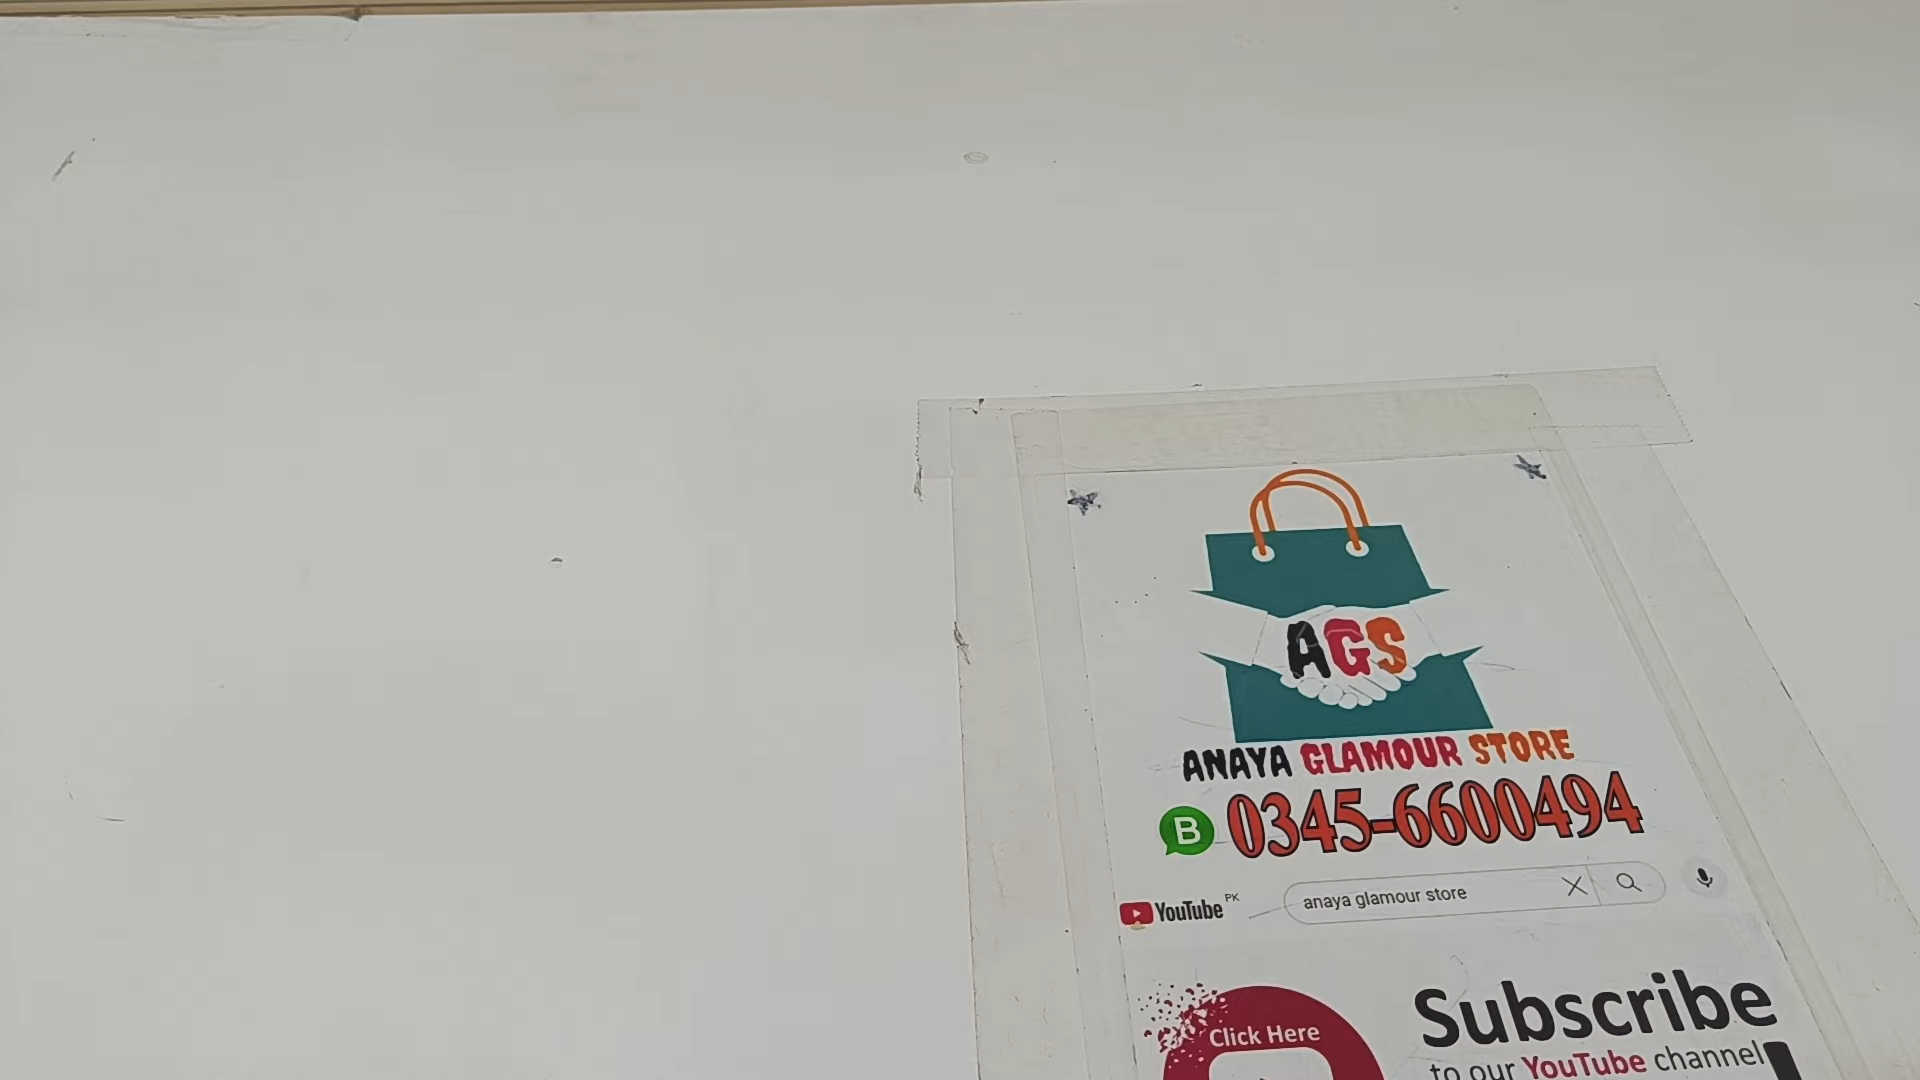 AGS
ANAYA GLAMOUR STORE
B 0345-6600494
YouTube PK anaya glamour store
Click Here
Subscribe
to our YouTube channel